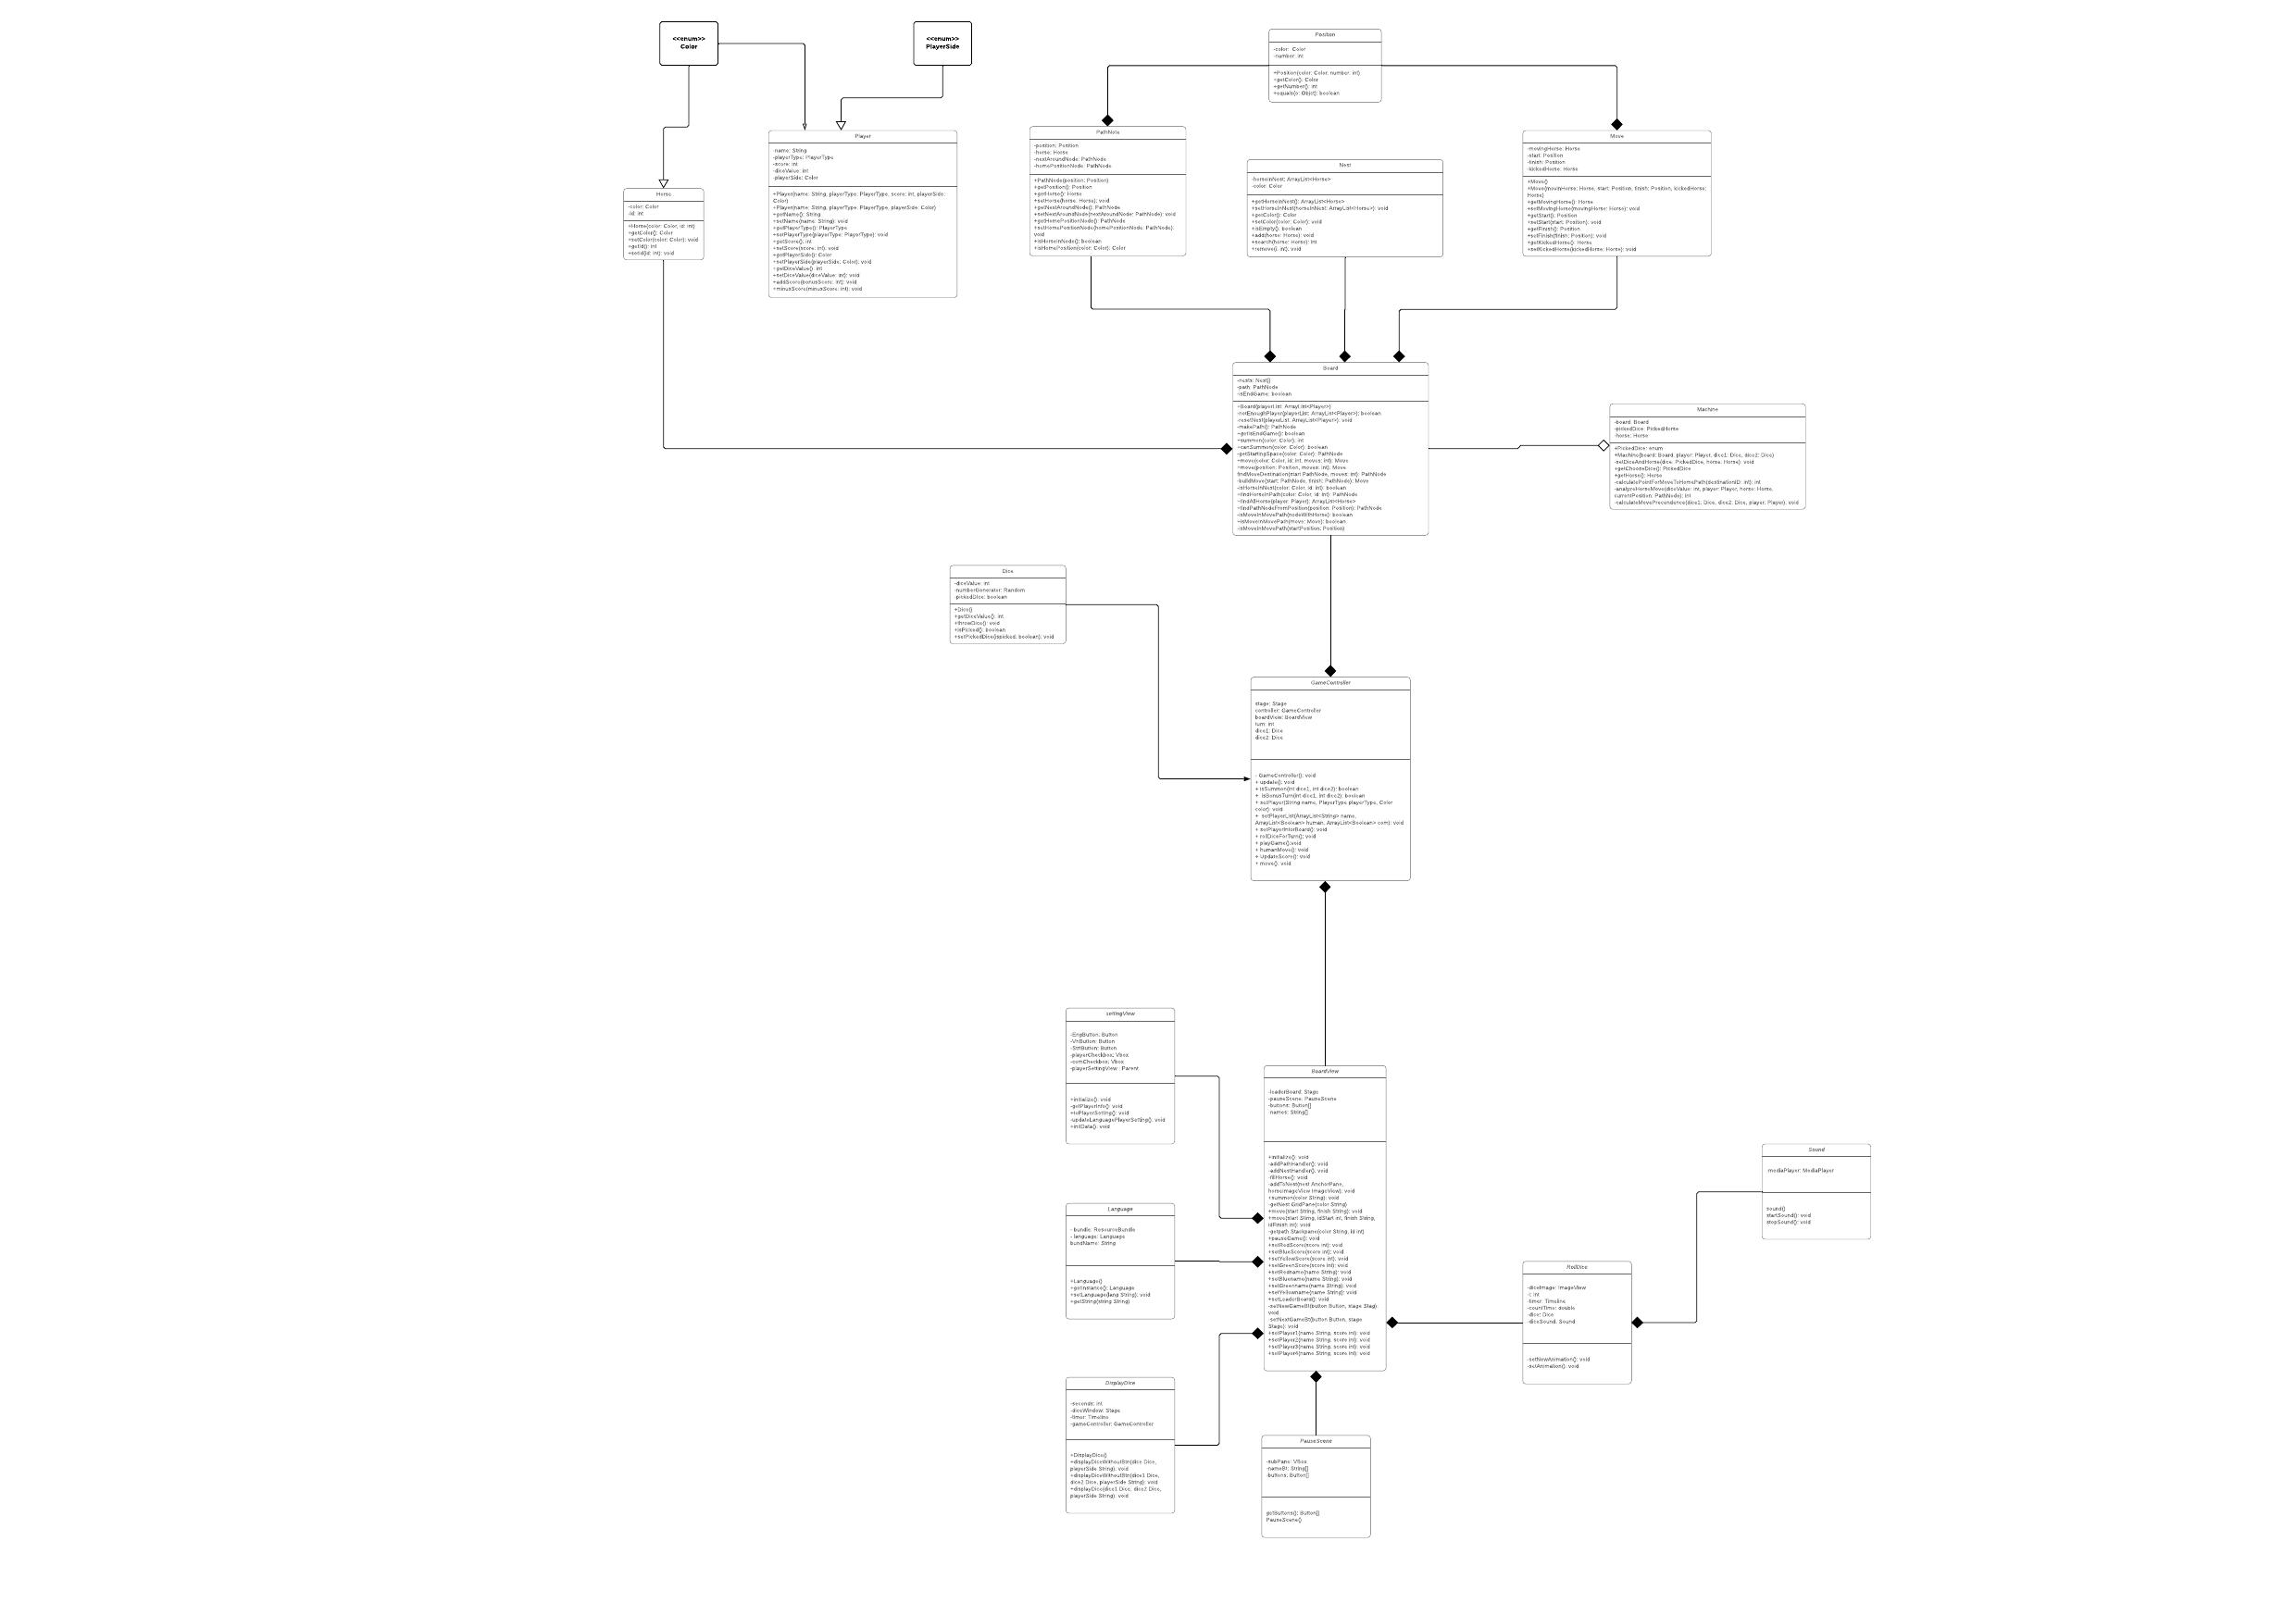 <<enum>>
Color
<<enum>>
PlayerSide
Position
-color: Color
-number: int
+Position(color: Color, number: int)
+getColor(): Color
+getNumber(): int
+equals(o: Objet): boolean
Horse
-color: Color
-id: int
+Horse(color: Color, id: int)
+getColor(): Color
+setColor(color: Color): void
+getId(): int
+setId(id: int): void
Player
-name: String
-playerType: PlayerType
-score: int
-diceValue: int
-playerSide: Color
+Player(name: String, playerType: PlayerType, score: int, playerSide:
Color)
+Player(name: String, playerType: PlayerType, playerSide: Color)
+getName(): String
+setName(name: String): void
+getPlayerType(): PlayerType
+setPlayerType(playerType: PlayerType): void
+getScore(): int
+setScore(score: int): void
+getPlayerSide(): Color
+setPlayerSide(playerSide: Color): void
+getDiceValue(): int
+setDiceValue(diceValue: int): void
+addScore(bonusScore: int): void
+minusScore(minusScore: int): void
PathNote
-position: Position
-horse: Horse
-nextAroundNode: PathNode
-homePositionNode: PathNode
+PathNode(position: Position)
+getPosition(): Position
+getHorse(): Horse
+setHorse(horse: Horse): void
+getNextAroundNode(): PathNode
+setNextAroundNode(nextAroundNode: PathNode): void
+getHomePositionNode(): PathNode
+setHomePositionNode(homePositionNode: PathNode):
void
+isHorseInNode(): boolean
+isHomePosition(color: Color): Color
Nest
-horseInNest: ArrayList<Horse>
-color: Color
+getHorseInNest(): ArrayList<Horse>
+setHorseInNest(horseInNest: ArrayList<Horse>): void
+getColor(): Color
+setColor(color: Color): void
+isEmpty(): boolean
+add(horse: Horse): void
+search(horse: Horse): int
+remove(i: int): void
Move
-movingHorse: Horse
-start: Position
-finish: Position
-kickedHorse: Horse
+Move()
+Move(movinHorse: Horse, start: Position, finish: Position, kickedHorse:
Horse)
+getMovingHorse(): Horse
+setMovingHorse(movingHorse: Horse): void
+getStart(): Position
+setStart(start: Position): void
+getFinish(): Position
+setFinish(finish: Position): void
+getKickedHorse(): Horse
+setKickedHorse(kickedHorse: Horse): void
Board
-nests: Nest[]
-path: PathNode
-isEndGame: boolean
+Board(playerList: ArrayList<Player>)
-notEnoughPlayer(playerList: ArrayList<Player>): boolean
-resetNest(playerList: ArrayList<Player>): void
-makePath(): PathNode
+getIsEndGame(): boolean
+summon(color: Color): int
+canSummon(color: Color): boolean
-getStartingSpace(color: Color): PathNode
+move(color: Color, id: int, moves: int): Move
+move(position: Position, moves: int): Move
findMoveDestination(start PathNode, moves: int): PathNode
-buildMove(start: PathNode, finish: PathNode): Move
-isHorseInNest(color: Color, id: int): boolean
+findHorseInPath(color: Color, id: int): PathNode
+findAllHorse(player: Player): ArrayList<Horse>
+findPathNodeFromPosition(position: Position): PathNode
-isMoveInMovePath(nodeWithHorse): boolean
+isMoveInMovePath(move: Move): boolean
-isMoveInMovePath(startPosition: Position)
Machine
-board: Board
-pickedDice: PickedHorse
-horse: Horse
+PickedDice: enum
+Machine(board: Board, player: Player, dice1: Dice, dice2: Dice)
-setDiceAndHorse(dice: PickedDice, horse: Horse): void
+getChooseDice(): PickedDice
+getHorse(): Horse
-calculatePointForMoveToHomePath(destinationID: int): int
-analyzeHorseMove(diceValue: int, player: Player, horse: Horse,
currentPosition: PathNode): int
-calculateMovePrecendence(dice1: Dice, dice2: Dice, player: Player): void
Dice
-diceValue: int
-numberGenerator: Random
-pickedDice: boolean
+Dice()
+getDiceValue(): int
+throwDice(): void
+isPicked(): boolean
+setPickedDice(ispicked: boolean): void
GameController
stage: Stage
controller: GameController
boardView: BoardView
turn: int
dice1: Dice
dice2: Dice
- GameController(): void
+ update(): void
+ isSummon(int dice1, int dice2): boolean
+ isBonusTurn(int dice1, int dice2): boolean
+ setPlayer(String name, PlayerType playerType, Color
color): void
+ setPlayerList(ArrayList<String> name,
ArrayList<Boolean> human, ArrayList<Boolean> com): void
+ setPlayerInterBoard(): void
+ rollDiceForTurn(): void
+ playGame():void
+ humanMove(): void
+ UpdateScore(): void
+ move(): void
settingView
-EngButton: Button
-VnButton: Button
-SttButton: Button
-playerCheckbox: Vbox
-comCheckbox: Vbox
-playerSettingView : Parent
+initialize(): void
-getPlayerInfo(): void
+toPlayerSetting(): void
-updateLanguagePlayerSetting(): void
+initData(): void
BoardView
-leaderBoard: Stage
-pauseScene: PauseScene
-buttons: Button[]
names: String[]
+initialize(): void
-addPathHandler(): void
-addNestHandler(): void
-fillHorse(): void
-addToNest(nest AnchorPane,
horseImageView ImageView): void
+summon(color String): void
-getNest GridPane(color String)
+move(start String, finish String): void
+move(start String, idStart int, finish String,
idFinish int): void
-getpath Stackpane(color String, id int)
+pauseGame(): void
+setRedScore(score int): void
+setBlueScore(score int): void
+setYellowScore(score int): void
+setGreenScore(score int): void
+setRedname(name String): void
+setBluename(name String): void
+setGreenname(name String): void
+setYellowname(name String): void
+setLeaderBoard(): void
-setNewGameBt(button Button, stage Stag)
void
-setNextGameBt(button Button, stage
Stage): void
+setPlayer1(name String, score int): void
+setPlayer2(name String, score int): void
+setPlayer3(name String, score int): void
+setPlayer4(name String, score int): void
Language
- bundle: ResourceBundle
- language: Language
bundName: String
+Language()
+getInstance(): Language
+setLanguage(lang String): void
+getString(string String)
DisplayDice
-seconds: int
-diceWindow: Stage
-timer: Timeline
-gameController: GameController
+DisplayDice()
+displayDiceWithoutBtn(dice Dice,
playerSide String): void
+displayDiceWithoutBtn(dice1 Dice,
dice2 Dice, playerSide String): void
+displayDice(dice1 Dice, dice2 Dice,
playerSide String): void
PauseScene
-subPane: VBox
-nameBt: String[]
-buttons: Button[]
getButtons(): Button[]
PauseScene()
RollDice
-diceImage: ImageView
-i: int
-timer: Timeline
-countTime: double
-dice: Dice
-diceSound: Sound
-setNewAnimation(): void
-setAnimation(): void
Sound
mediaPlayer: MediaPlayer
sound()
startSound(): void
stopSound(): void